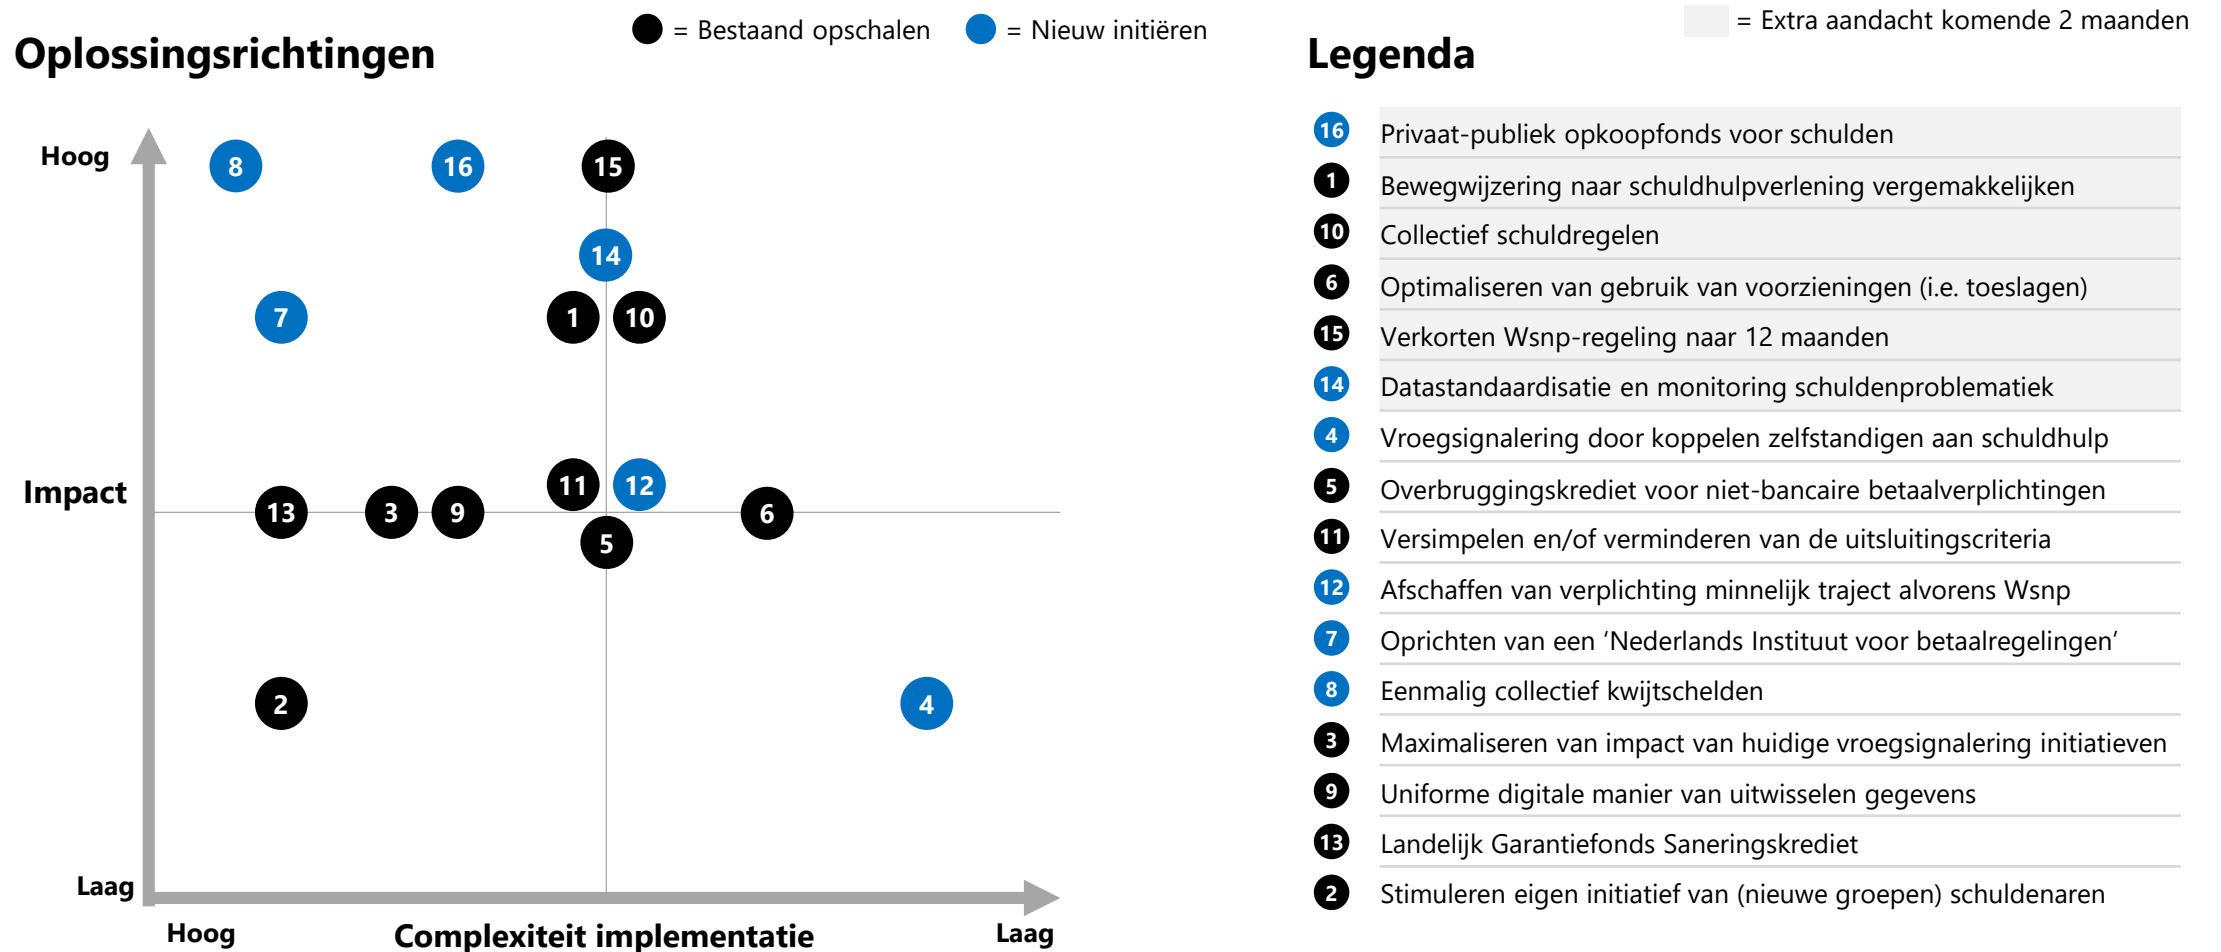 = Bestaand opschalen
= Nieuw initiëren
= Extra aandacht komende 2 maanden
Oplossingsrichtingen
Legenda
Hoog
8
16
15
14
7
1
10
11
12
Impact
13
3
9
6
5
2
4
Laag
Hoog
Complexiteit implementatie
Laag
16 Privaat-publiek opkoopfonds voor schulden
1 Bewegwijzering naar schuldhulpverlening vergemakkelijken
10 Collectief schuldregelen
6 Optimaliseren van gebruik van voorzieningen (i.e. toeslagen)
15 Verkorten Wsnp-regeling naar 12 maanden
14 Datastandaardisatie en monitoring schuldenproblematiek
4 Vroegsignalering door koppelen zelfstandigen aan schuldhulp
5 Overbruggingskrediet voor niet-bancaire betaalverplichtingen
11 Versimpelen en/of verminderen van de uitsluitingscriteria
12 Afschaffen van verplichting minnelijk traject alvorens Wsnp
7 Oprichten van een ‘Nederlands Instituut voor betaalregelingen’
8 Eenmalig collectief kwijtschelden
3 Maximaliseren van impact van huidige vroegsignalering initiatieven
9 Uniforme digitale manier van uitwisselen gegevens
13 Landelijk Garantiefonds Saneringskrediet
2 Stimuleren eigen initiatief van (nieuwe groepen) schuldenaren